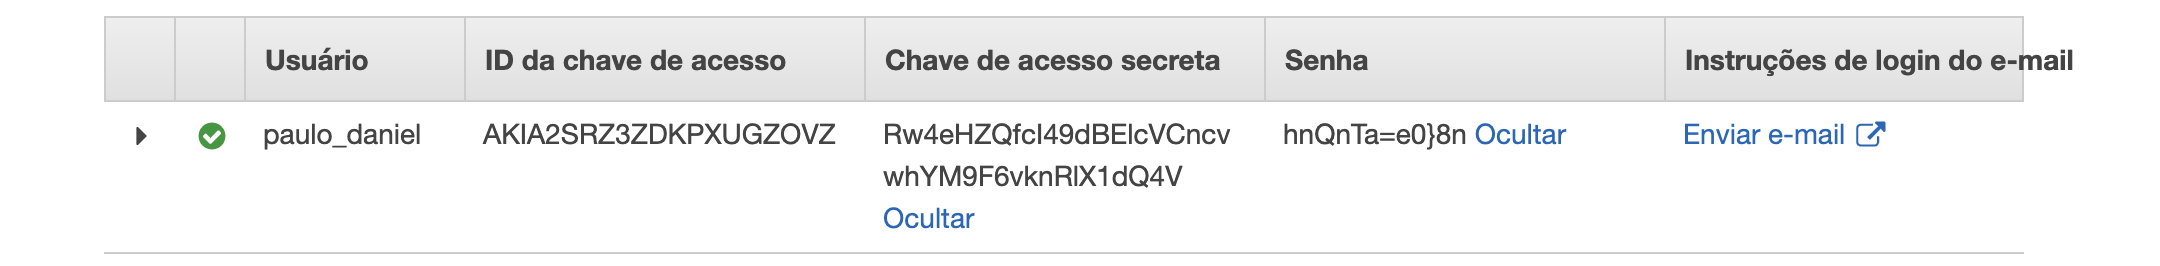 Usuário ID da chave de acesso Chave de acesso secreta Senha Instruções de login do e-mail
paulo_daniel AKIA2SRZ3ZDKPXUGZOVZ Rw4eHZQfcI49dBElcVCncv hnQnTa=e0}8n Ocultar Enviar e-mail
whYM9F6vknRlX1dQ4V
Ocultar